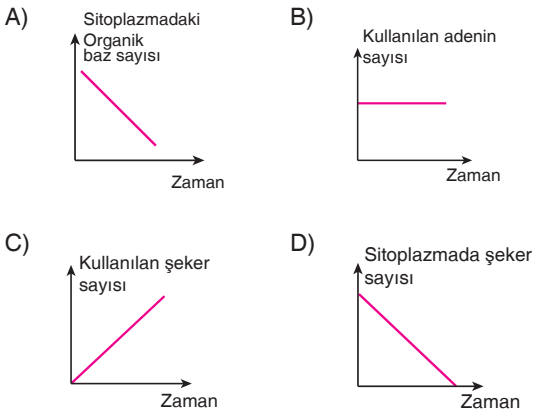 A)
Sitoplazmadaki
Organik
baz sayısı
Zaman
B)
Kullanılan adenin
sayısı
Zaman
C)
Kullanılan şeker
sayısı
Zaman
D)
Sitoplazmada şeker
sayısı
Zaman